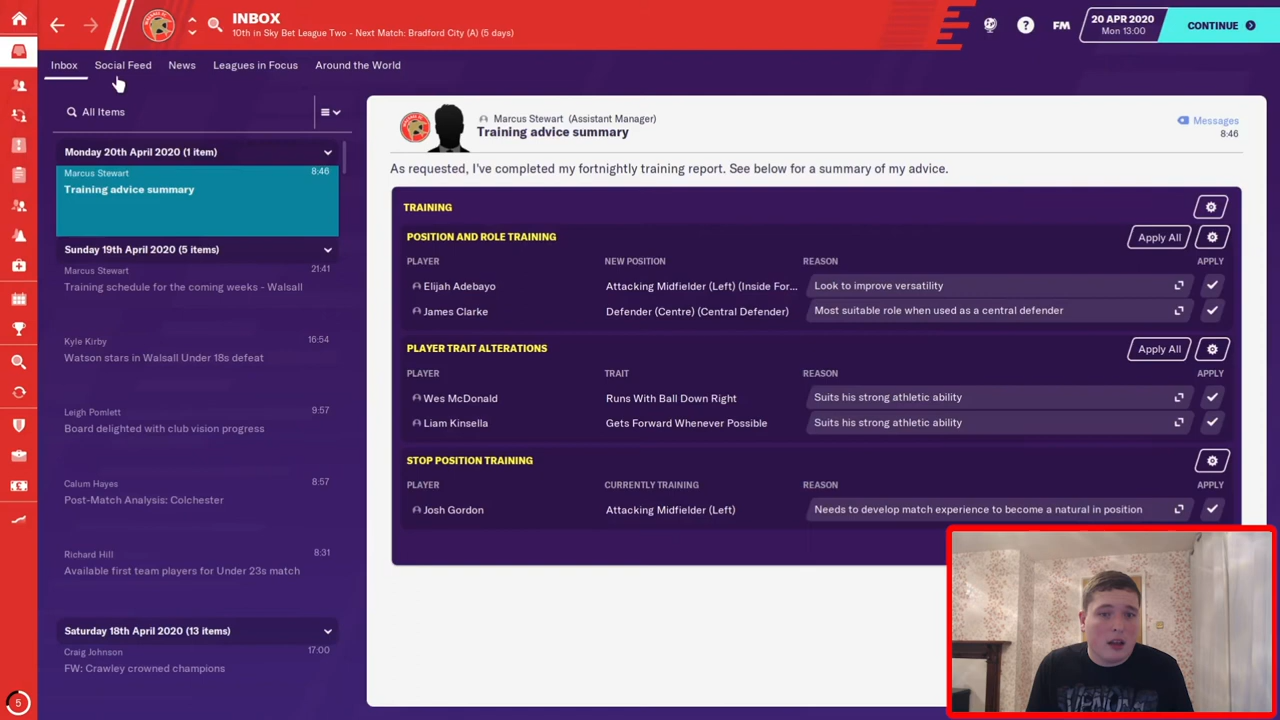 INBOX
10th in Sky Bet League Two - Next Match: Bradford City (A) (5 days)
?
FM
20 APR 2020
Mon 13:00
CONTINUE
Inbox Social Feed News Leagues in Focus Around the World
All Items
Monday 20th April 2020 (1 item)
Marcus Stewart 8:46
Training advice summary
Sunday 19th April 2020 (5 items)
Marcus Stewart 21:41
Training schedule for the coming weeks - Walsall
Kyle Kirby 16:54
Watson stars in Walsall Under 18s defeat
Leigh Pomlett 9:57
Board delighted with club vision progress
Calum Hayes 8:57
Post-Match Analysis: Colchester
Richard Hill 8:31
Available first team players for Under 23s match
Saturday 18th April 2020 (13 items)
Craig Johnson 17:00
FW: Crawley crowned champions
5
Marcus Stewart (Assistant Manager)
Training advice summary
Messages
8:46
As requested, I've completed my fortnightly training report. See below for a summary of my advice.
TRAINING
POSITION AND ROLE TRAINING Apply All
PLAYER NEW POSITION REASON APPLY
Elijah Adebayo Attacking Midfielder (Left) (Inside For... Look to improve versatility
James Clarke Defender (Centre) (Central Defender) Most suitable role when used as a central defender
PLAYER TRAIT ALTERATIONS Apply All
PLAYER TRAIT REASON APPLY
Wes McDonald Runs With Ball Down Right Suits his strong athletic ability
Liam Kinsella Gets Forward Whenever Possible Suits his strong athletic ability
STOP POSITION TRAINING
PLAYER CURRENTLY TRAINING REASON APPLY
Josh Gordon Attacking Midfielder (Left) Needs to develop match experience to become a natural in position